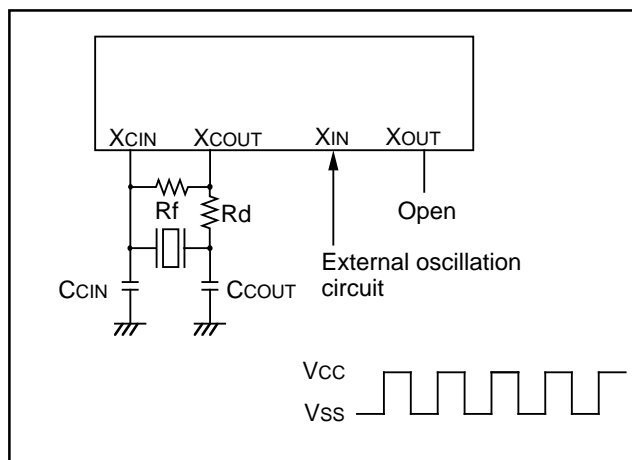 XCIN XCOUT XIN XOUT
Rf Rd Open
External oscillation
circuit
CCIN CCOUT
VCC
VSS